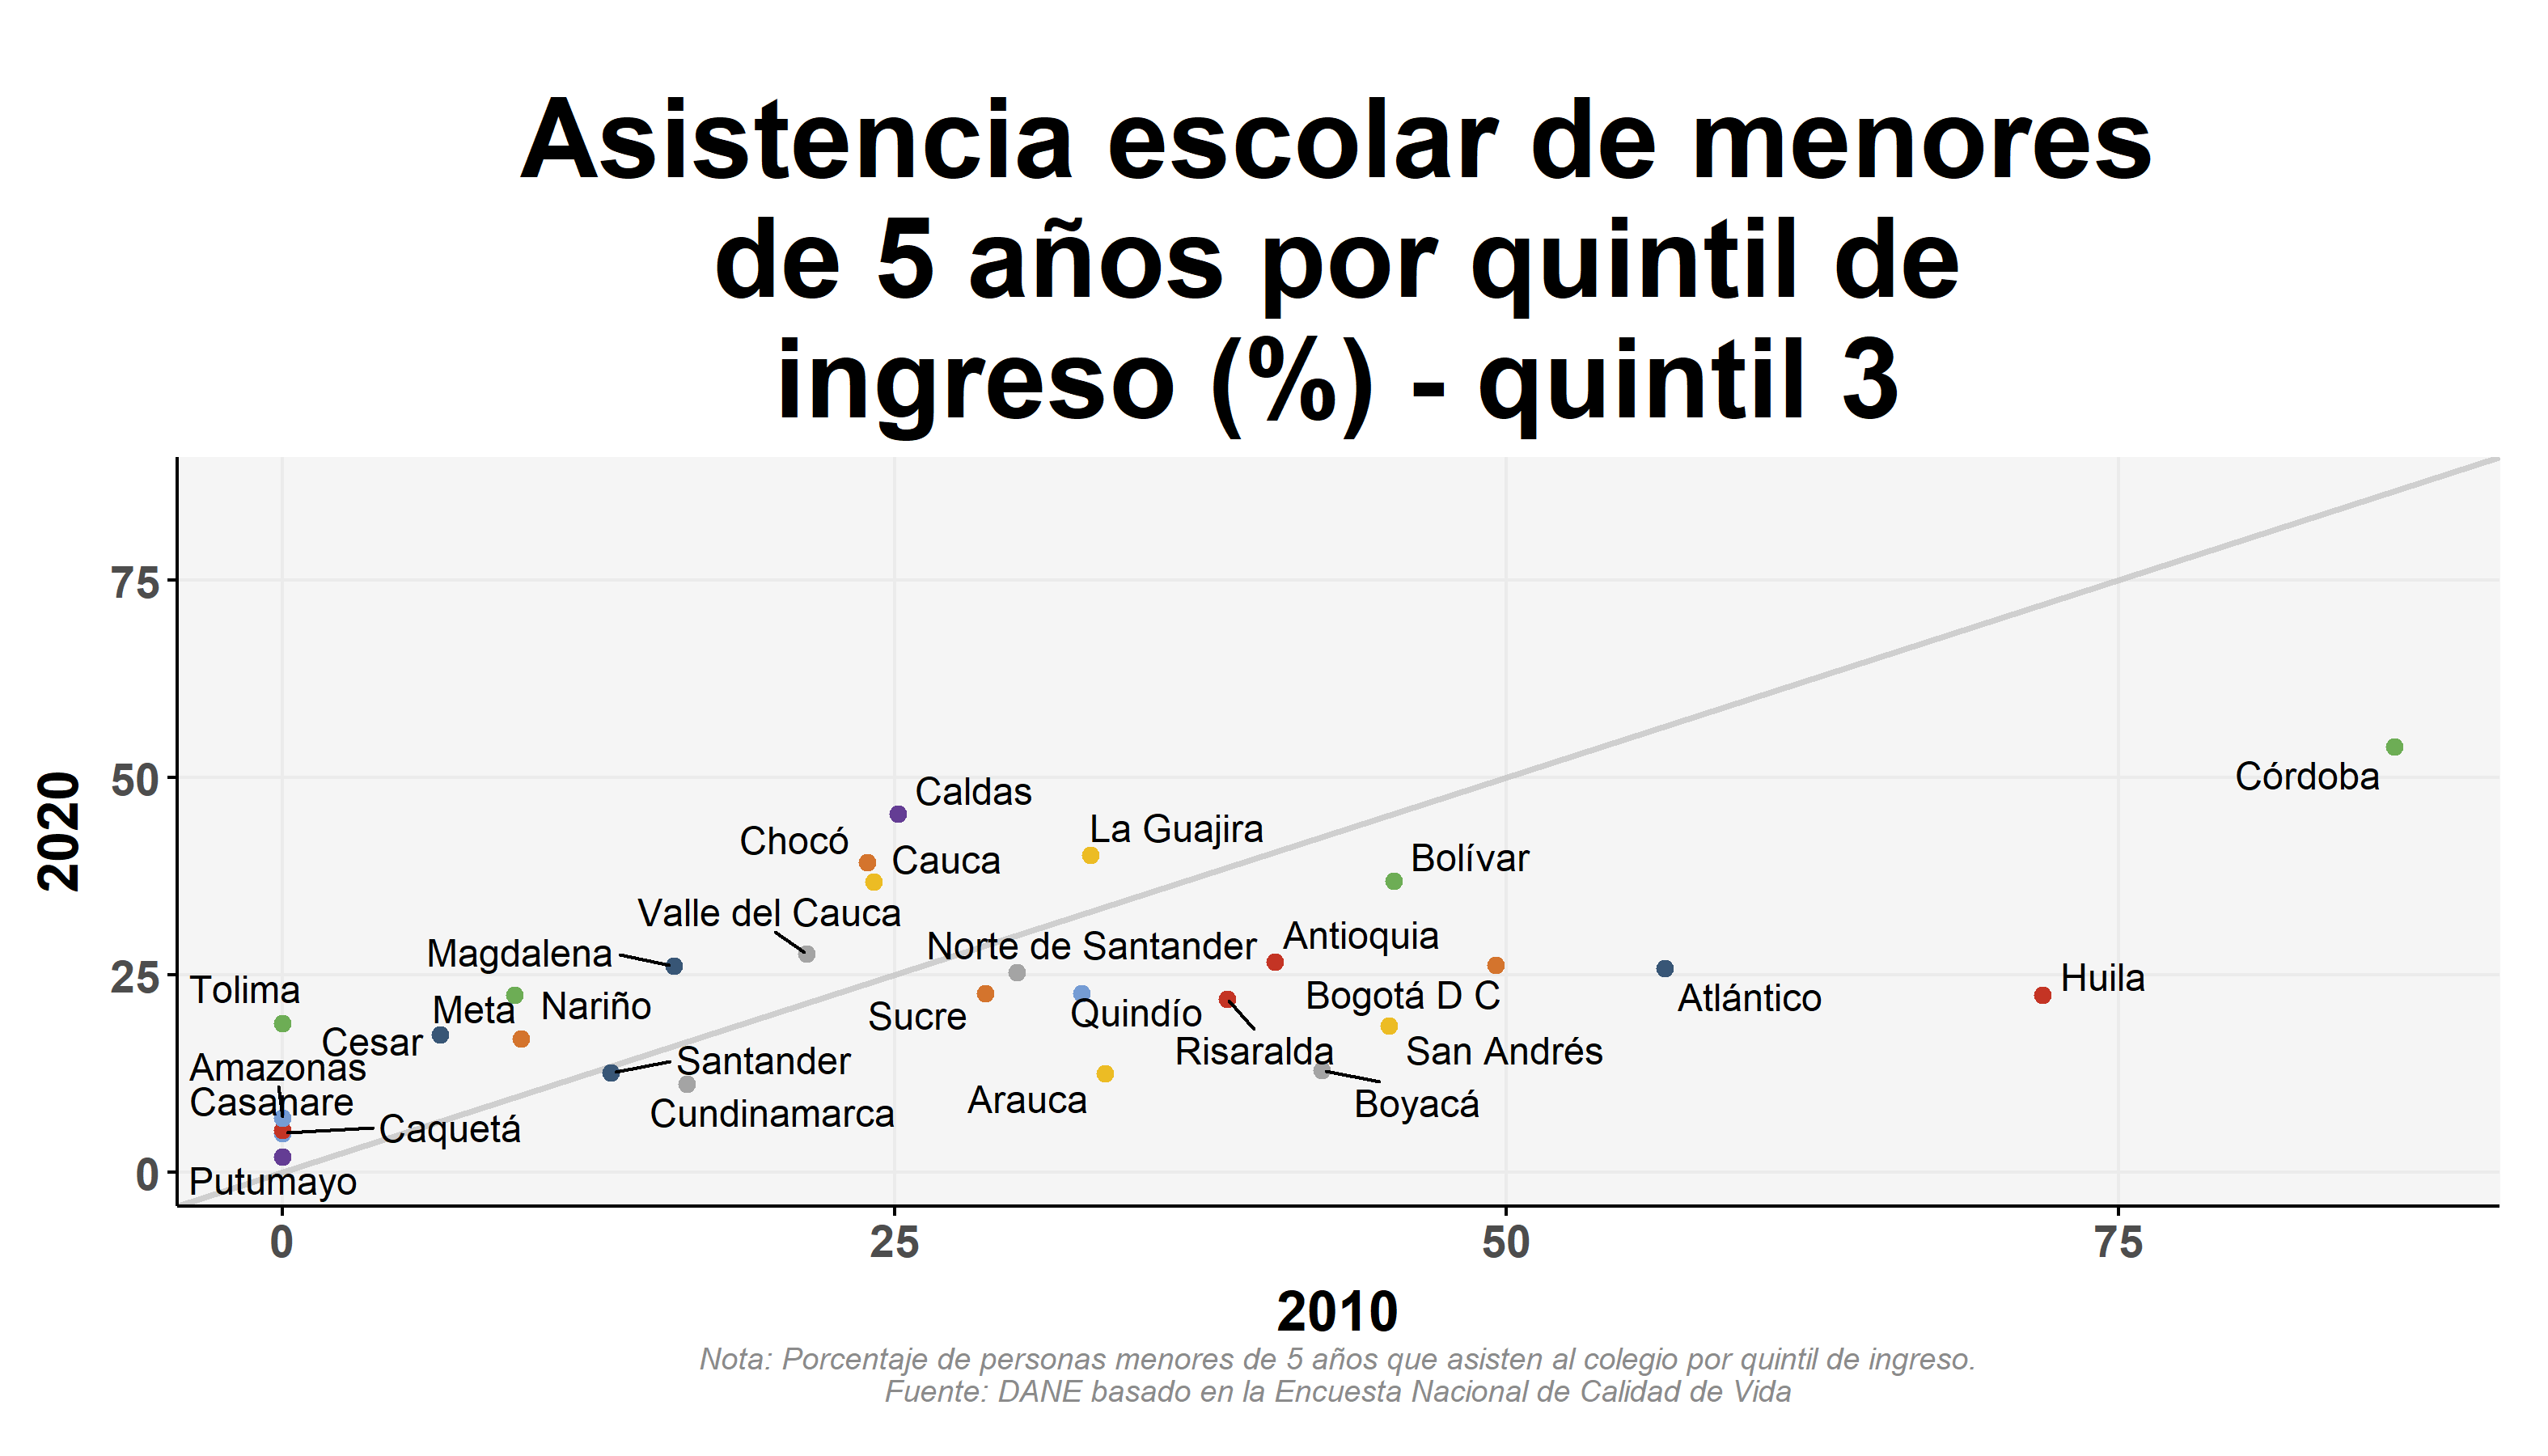 Asistencia escolar de menores
de 5 años por quintil de
ingreso (%) - quintil 3
75
50
25
0
2020
Córdoba
Caldas
La Guajira
Chocó
Cauca
Bolívar
Valle del Cauca
Antioquia
Norte de Santander
Magdalena
Huila
Tolima
Bogotá D C
Atlántico
Nariño
Meta
Quindío
Sucre
Cesar
Risaralda
San Andrés
Santander
Amazonas
Casanare
Arauca
Boyacá
Cundinamarca
Caquetá
Putumayo
0
25
50
75
2010
Nota: Porcentaje de personas menores de 5 años que asisten al colegio por quintil de ingreso.
Fuente: DANE basado en la Encuesta Nacional de Calidad de Vida